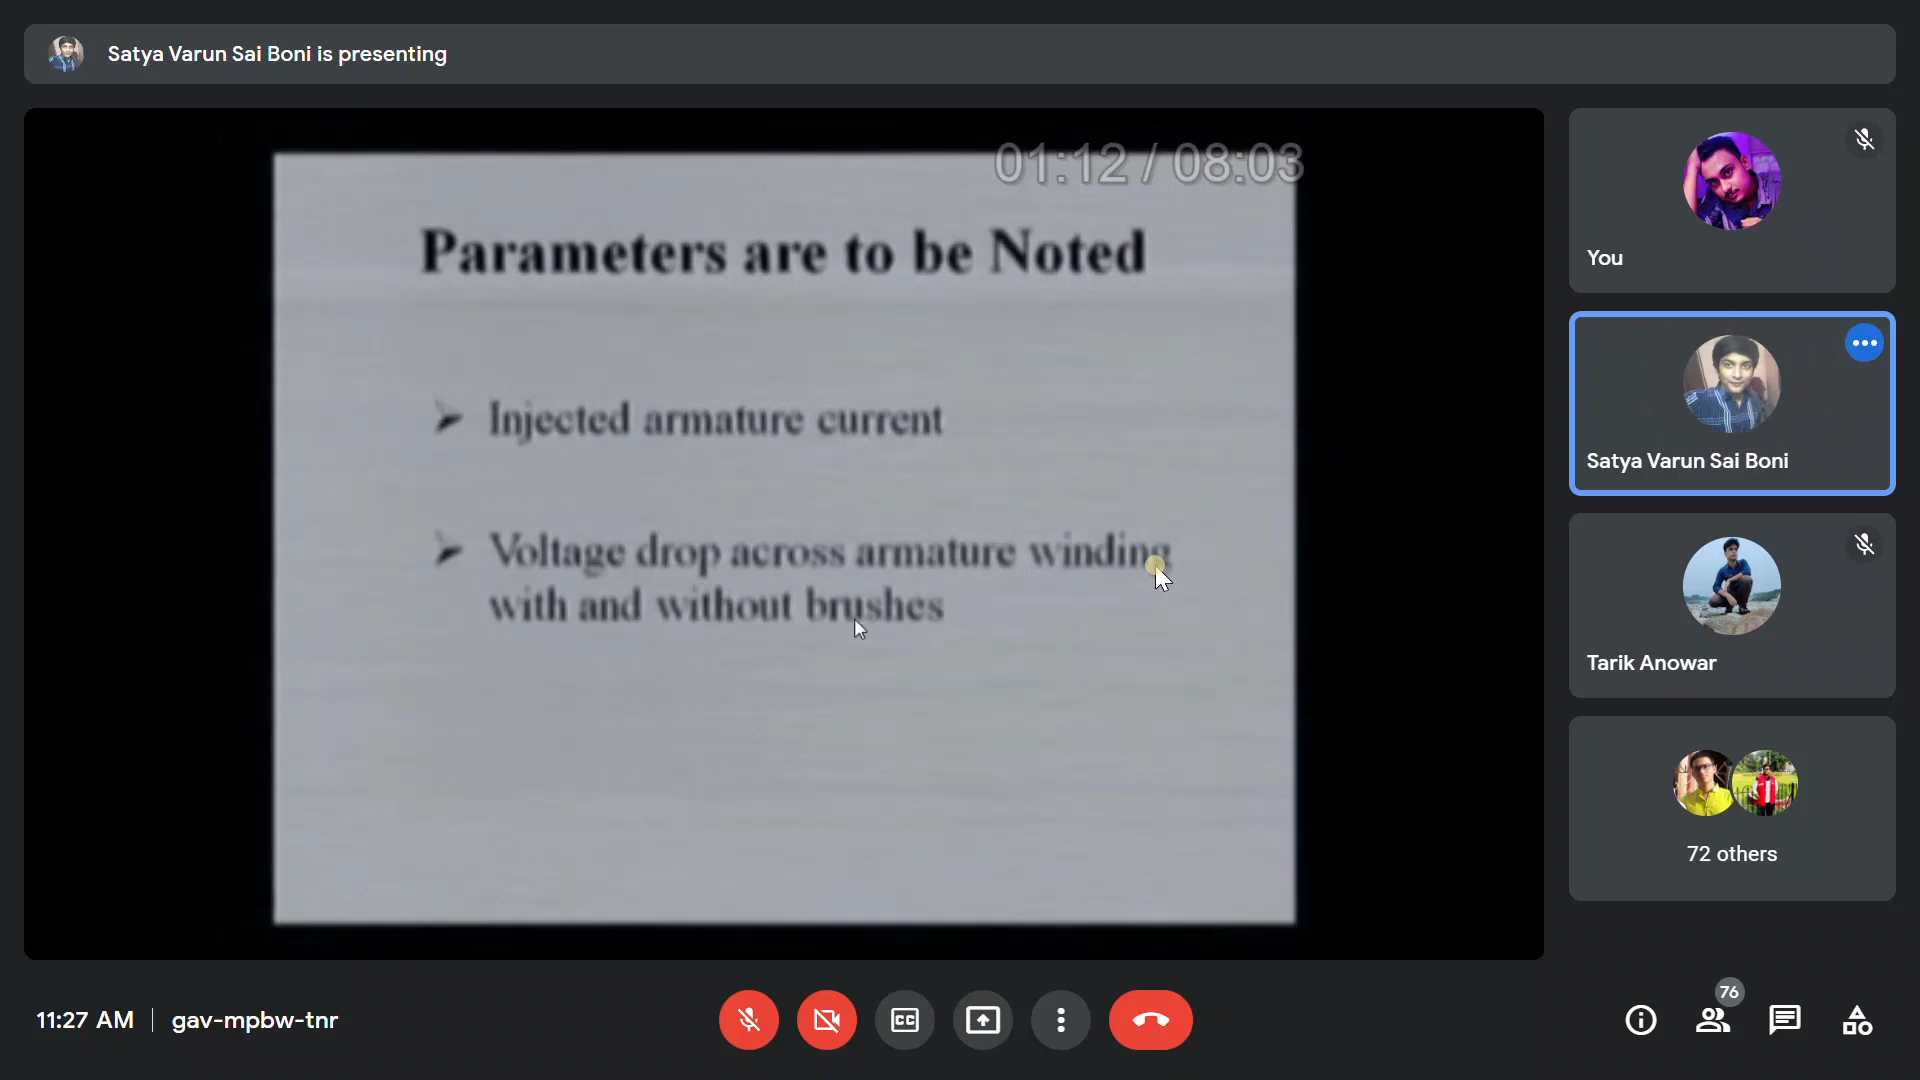 Satya Varun Sai Boni is presenting
01:12 / 08:03
Parameters are to be Noted
➤ Injected armature current
➤ Voltage drop across armature winding
with and without brushes
You
Satya Varun Sai Boni
Tarik Anowar
72 others
11:27 AM | gav-mpbw-tnr
CC
76